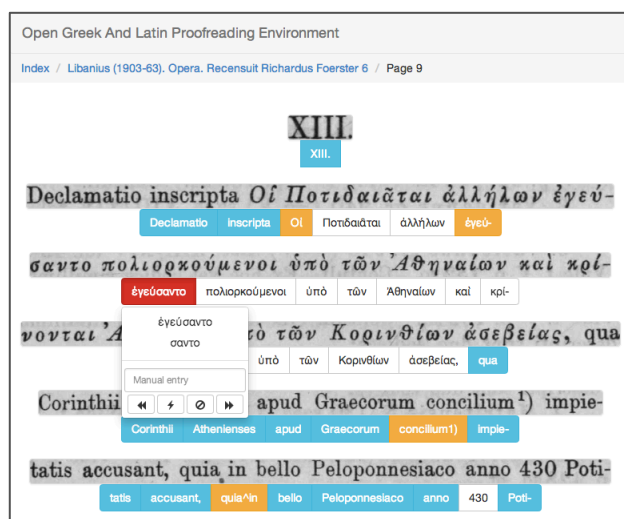 Open Greek And Latin Proofreading Environment
Index / Libanius (1903-63). Opera. Recensuit Richardus Foerster 6 / Page 9
XIII.
XIII.
Declamatio inscripta Οἱ Ποτιδαιᾶται ἀλλήλων ἐγεύ-
Declamatio inscripta Οἱ Ποτιδαιᾶται ἀλλήλων ἐγεύ-
σαντο πολιορκούμενοι ὑπὸ τῶν Ἀθηναίων καὶ κρί-
ἐγεύσαντο πολιορκούμενοι ὑπὸ τῶν Ἀθηναίων καὶ κρί-
ἐγεύσαντο
σαντο
Manual entry
νονται Ἀ ὸ τῶν Κορινθίων ἀσεβείας, qua
ὑπὸ τῶν Κορινθίων ἀσεβείας, qua
Corinthii apud Graecorum concilium¹) impie-
Corinthii Athenienses apud Graecorum concilium1) impie-
tatis accusant, quia in bello Peloponnesiaco anno 430 Poti-
tatis accusant, quia^in bello Peloponnesiaco anno 430 Poti-